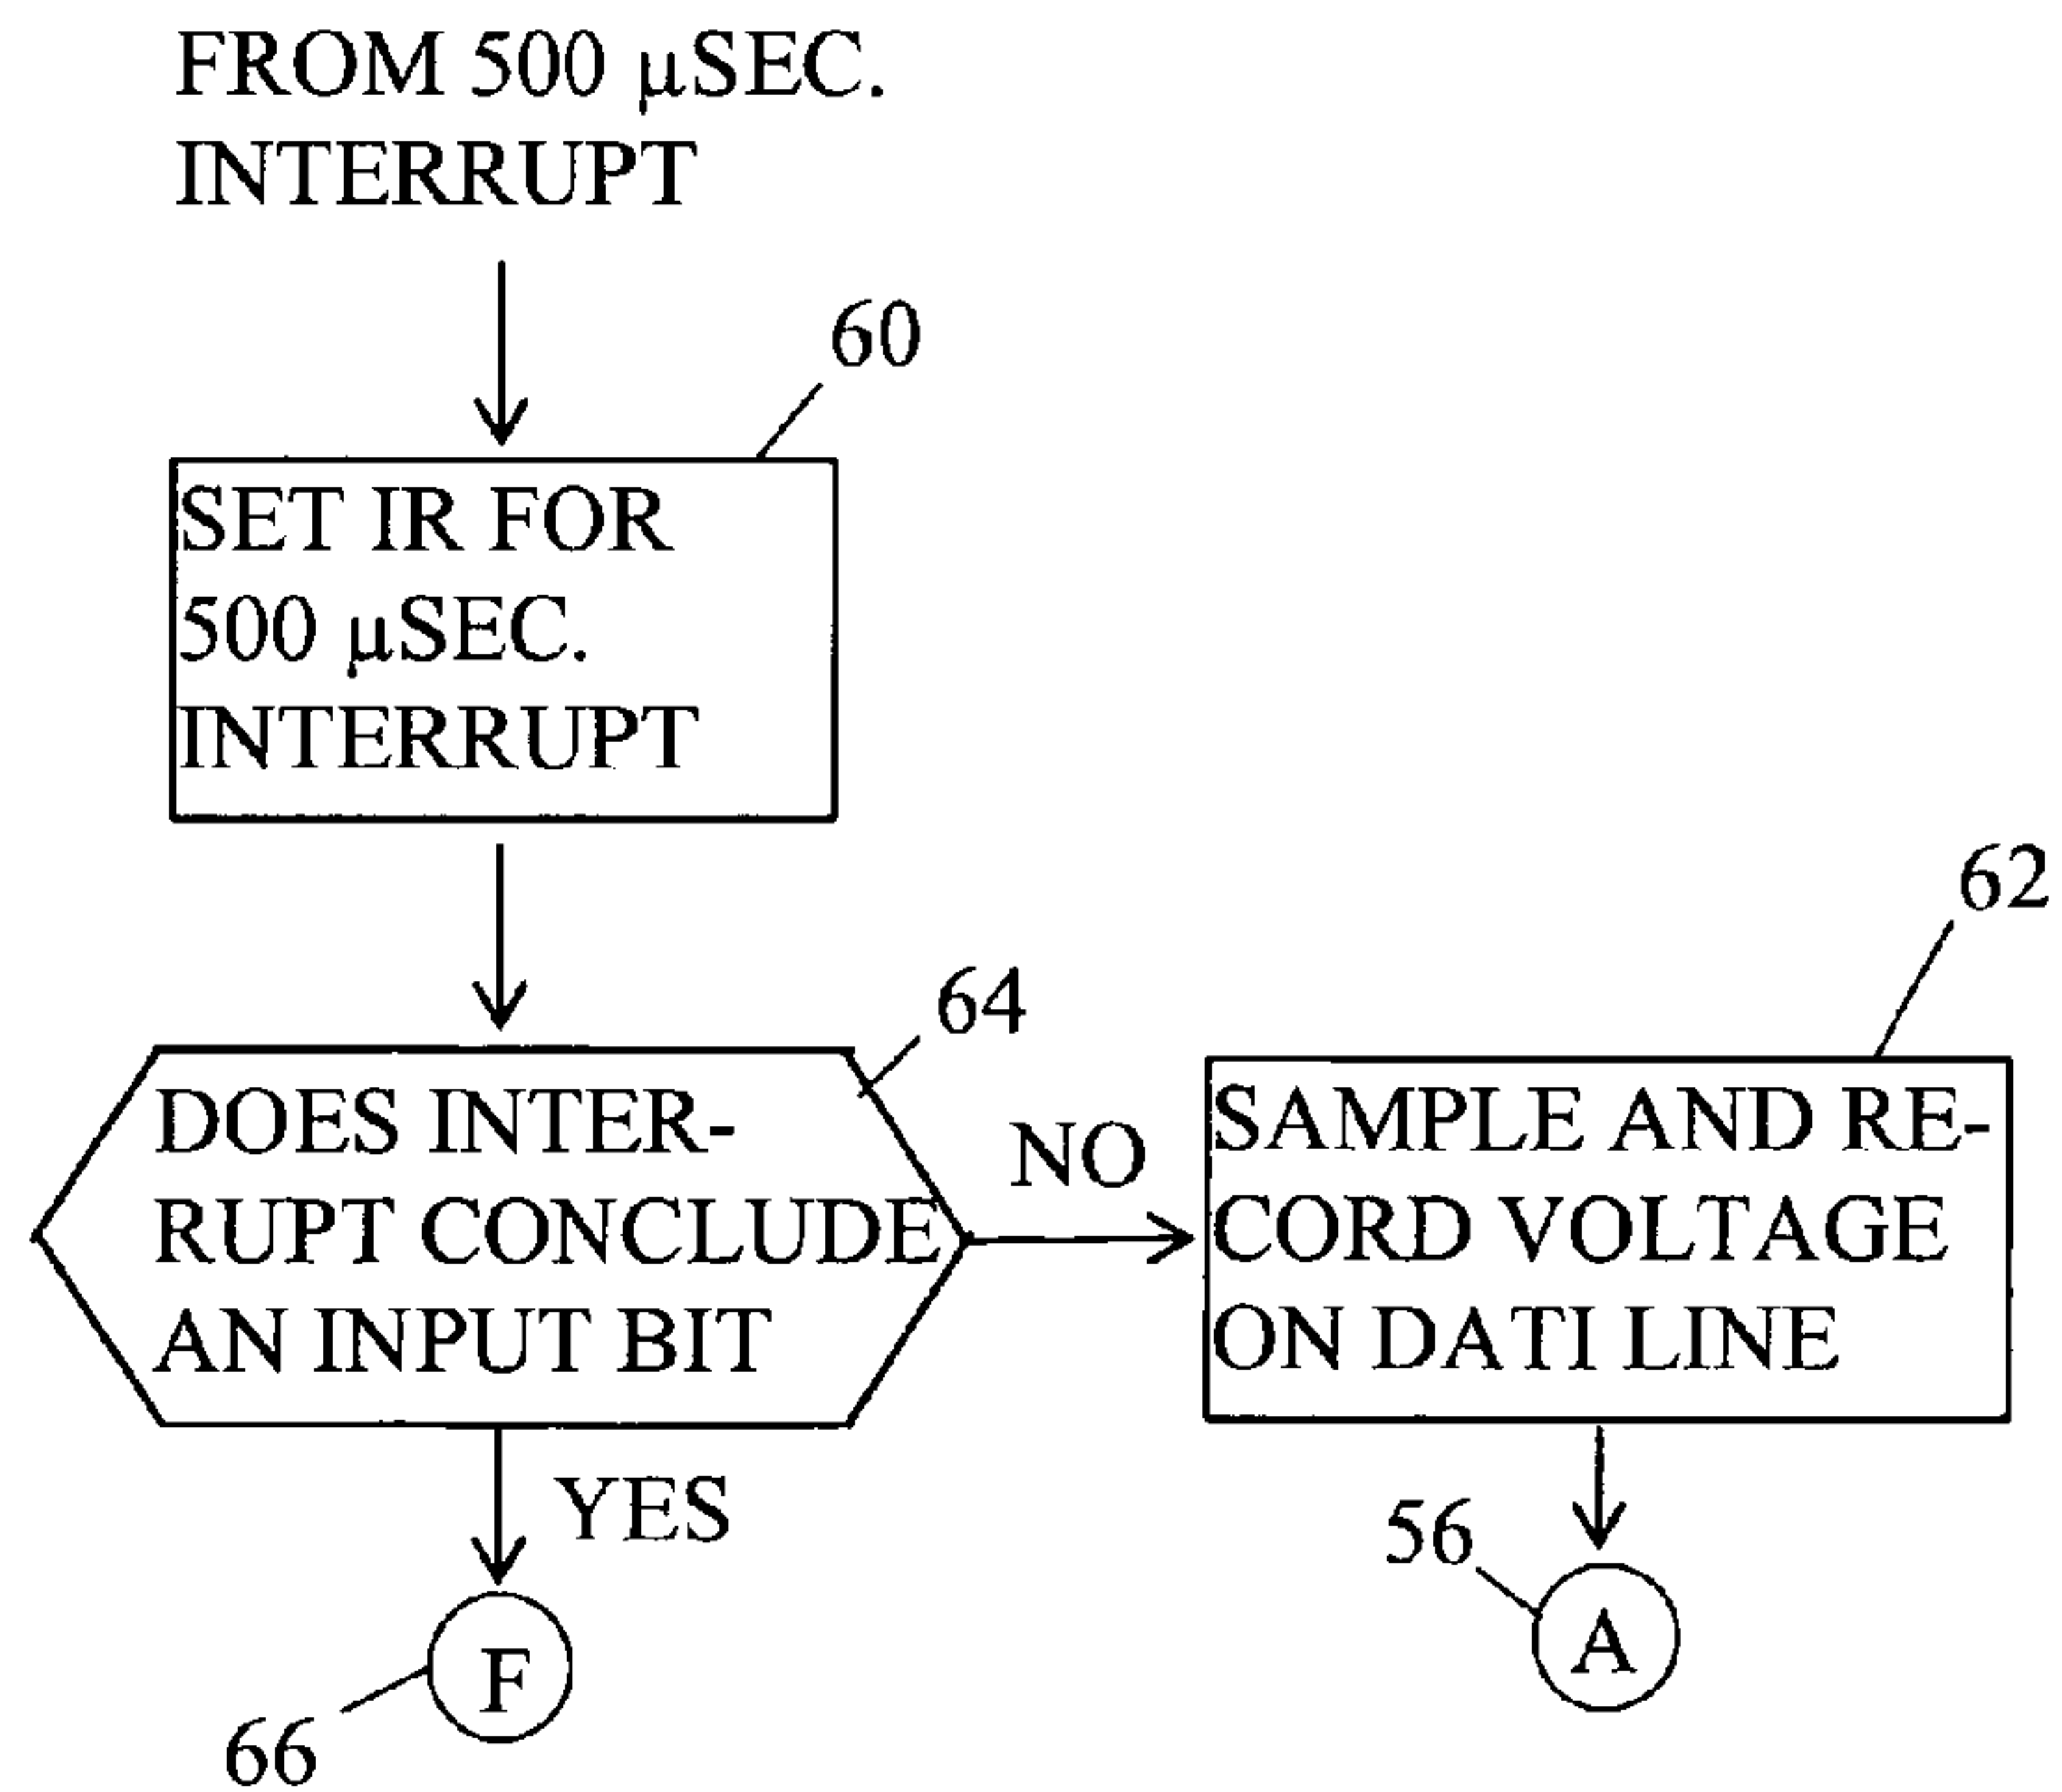 FROM 500 µSEC.
INTERRUPT
60
SET IR FOR
500 µSEC.
INTERRUPT
62
64
DOES INTER-
RUPT CONCLUDE
AN INPUT BIT
NO
SAMPLE AND RE-
CORD VOLTAGE
ON DATI LINE
YES
56
A
F
66